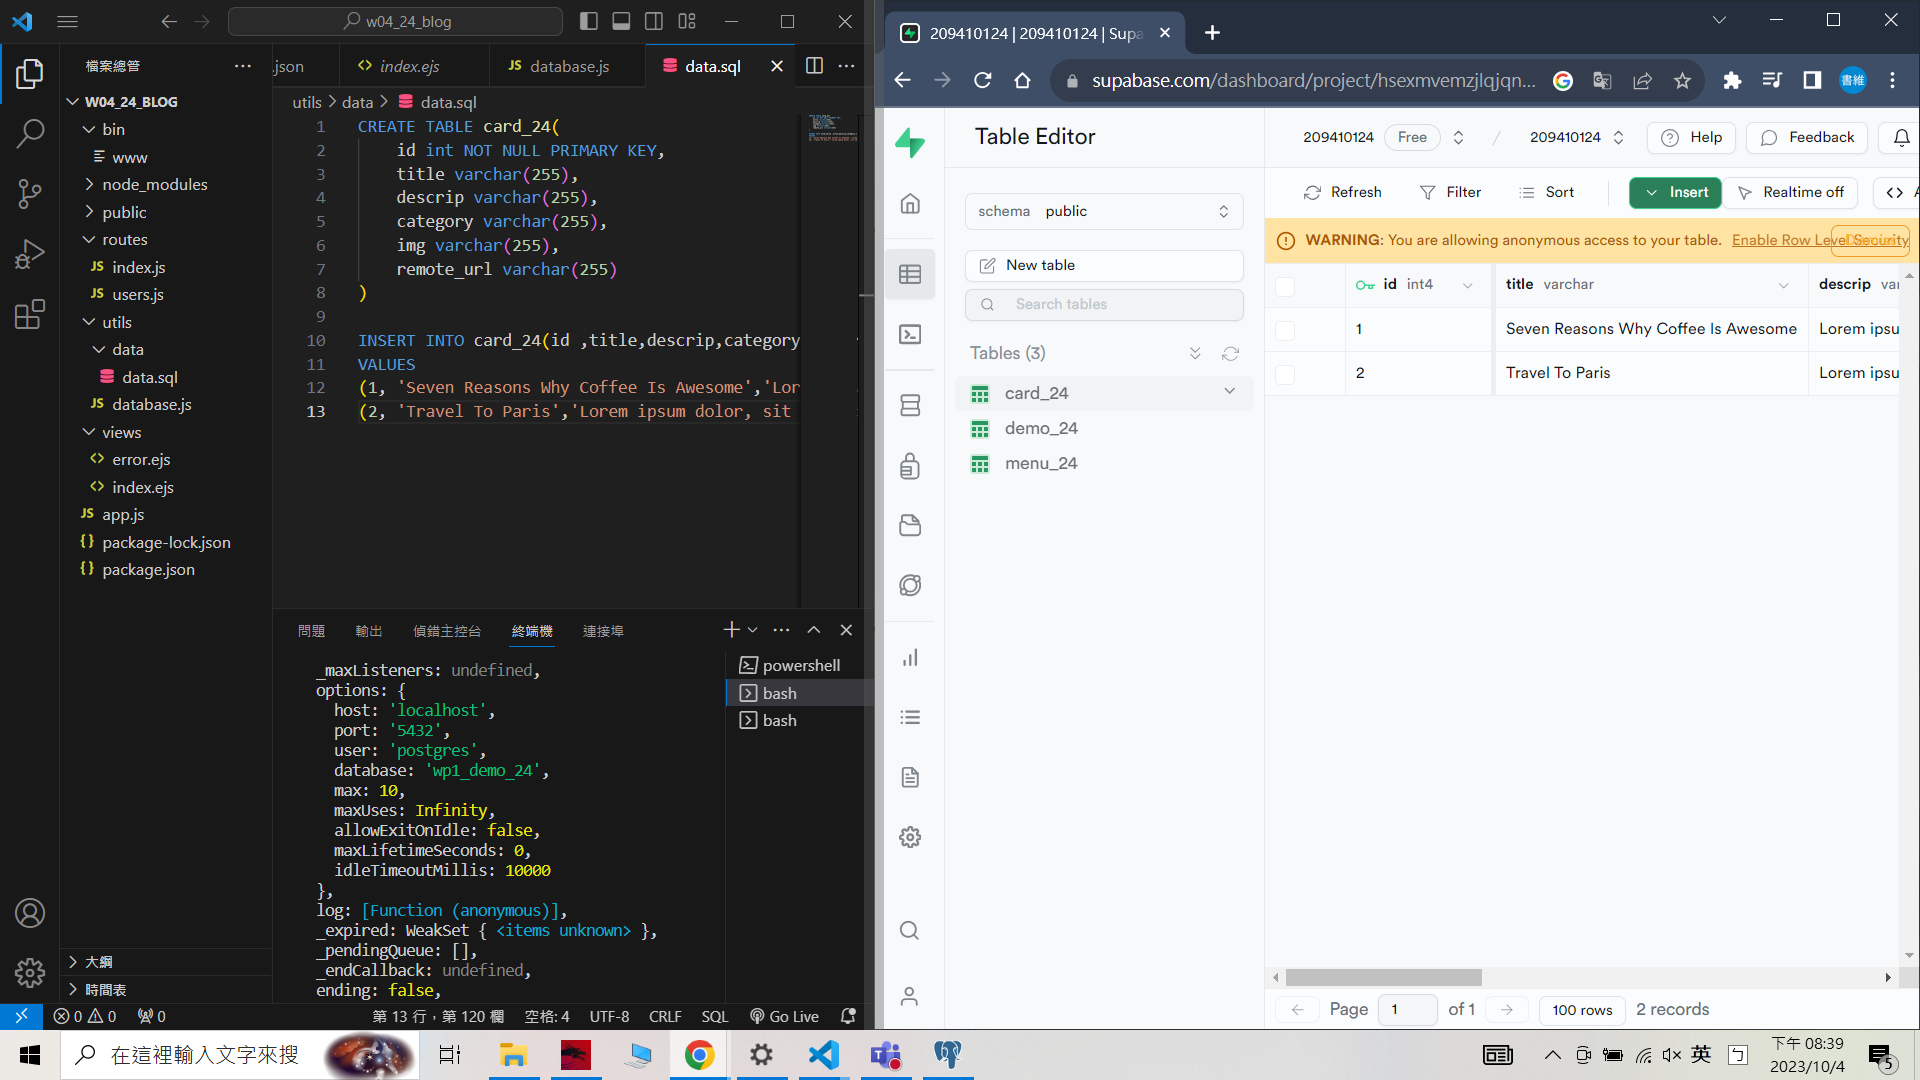 w04_24_blog
檔案總管
W04_24_BLOG
bin
www
node_modules
public
routes
index.js
users.js
utils
data
data.sql
database.js
views
error.ejs
index.ejs
app.js
package-lock.json
package.json
大綱
時間表
.json
index.ejs
database.js
data.sql
utils > data > data.sql
1 CREATE TABLE card_24(
2 id int NOT NULL PRIMARY KEY,
3 title varchar(255),
4 descrip varchar(255),
5 category varchar(255),
6 img varchar(255),
7 remote_url varchar(255)
8 )
9
10 INSERT INTO card_24(id ,title,descrip,category
11 VALUES
12 (1, 'Seven Reasons Why Coffee Is Awesome','Lor
13 (2, 'Travel To Paris','Lorem ipsum dolor, sit
問題 輸出 偵錯主控台 終端機 連接埠
_maxListeners: undefined,
options: {
host: 'localhost',
port: '5432',
user: 'postgres',
database: 'wp1_demo_24',
max: 10,
maxUses: Infinity,
allowExitOnIdle: false,
maxLifetimeSeconds: 0,
idleTimeoutMillis: 10000
},
log: [Function (anonymous)],
_expired: WeakSet { <items unknown> },
_pendingQueue: [],
_endCallback: undefined,
ending: false,
powershell
bash
bash
0 0 0 第 13 行，第 120 欄 空格: 4 UTF-8 CRLF SQL Go Live
209410124 | 209410124 | Supa
supabase.com/dashboard/project/hsexmvemzjlqjqn...
書維
Table Editor
209410124 Free / 209410124 Help Feedback
schema public
New table
Search tables
Tables (3)
card_24
demo_24
menu_24
Refresh Filter Sort Insert Realtime off
WARNING: You are allowing anonymous access to your table. Enable Row Level Security
id int4 title varchar descrip var
1 Seven Reasons Why Coffee Is Awesome Lorem ipsu
2 Travel To Paris Lorem ipsu
Page 1 of 1 100 rows 2 records
在這裡輸入文字來搜
英
下午 08:39
2023/10/4
5